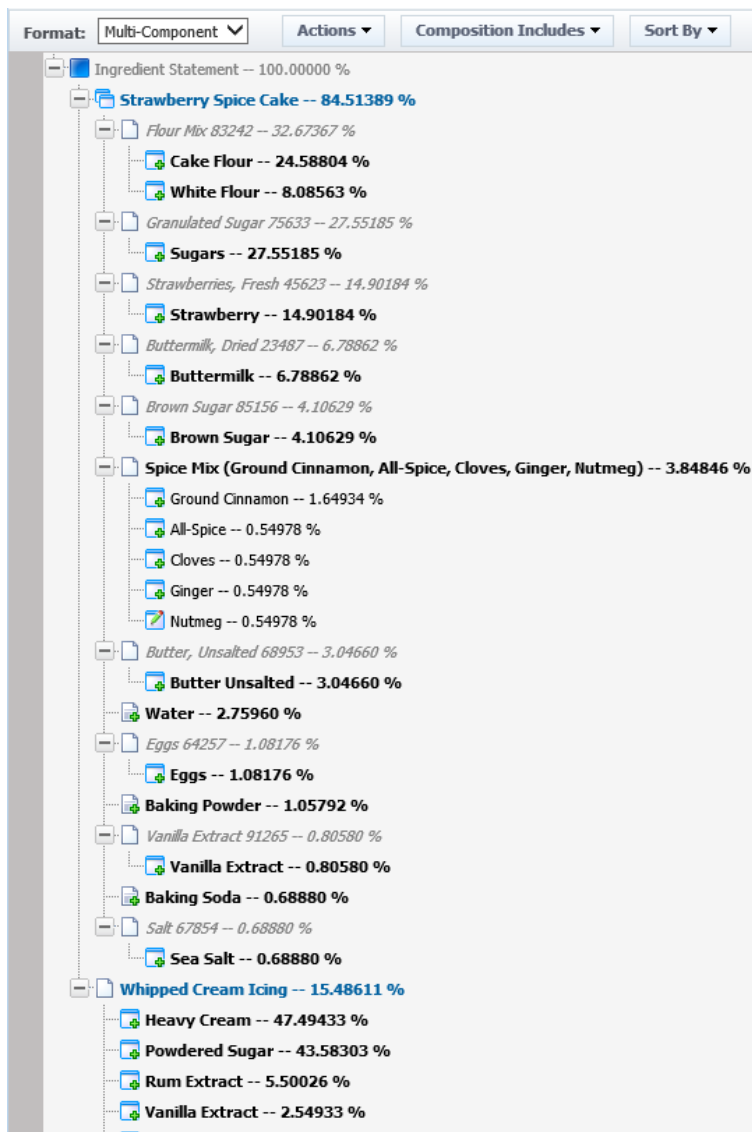 Format: Multi-Component Actions Composition Includes Sort By
Ingredient Statement -- 100.00000 %
Strawberry Spice Cake -- 84.51389 %
Flour Mix 83242 -- 32.67367 %
Cake Flour -- 24.58804 %
White Flour -- 8.08563 %
Granulated Sugar 75633 -- 27.55185 %
Sugars -- 27.55185 %
Strawberries, Fresh 45623 -- 14.90184 %
Strawberry -- 14.90184 %
Buttermilk, Dried 23487 -- 6.78862 %
Buttermilk -- 6.78862 %
Brown Sugar 85156 -- 4.10629 %
Brown Sugar -- 4.10629 %
Spice Mix (Ground Cinnamon, All-Spice, Cloves, Ginger, Nutmeg) -- 3.84846 %
Ground Cinnamon -- 1.64934 %
All-Spice -- 0.54978 %
Cloves -- 0.54978 %
Ginger -- 0.54978 %
Nutmeg -- 0.54978 %
Butter, Unsalted 68953 -- 3.04660 %
Butter Unsalted -- 3.04660 %
Water -- 2.75960 %
Eggs 64257 -- 1.08176 %
Eggs -- 1.08176 %
Baking Powder -- 1.05792 %
Vanilla Extract 91265 -- 0.80580 %
Vanilla Extract -- 0.80580 %
Baking Soda -- 0.68880 %
Salt 67854 -- 0.68880 %
Sea Salt -- 0.68880 %
Whipped Cream Icing -- 15.48611 %
Heavy Cream -- 47.49433 %
Powdered Sugar -- 43.58303 %
Rum Extract -- 5.50026 %
Vanilla Extract -- 2.54933 %